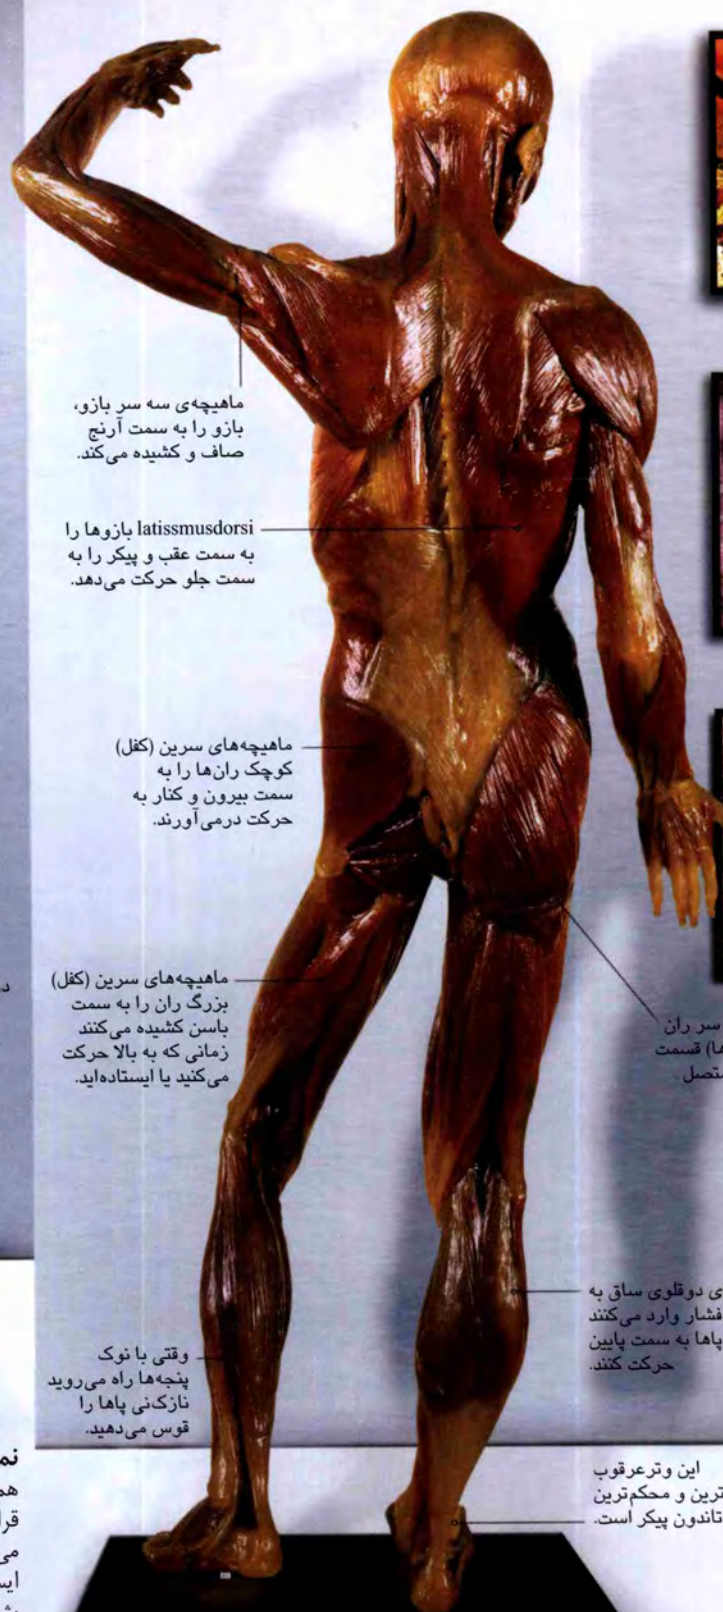 ماهیچه‌ی سه سر بازو،
بازو را به سمت آرنج
صاف و کشیده می‌کند.
latissmusdorsi بازوها را
به سمت عقب و پیکر را به
سمت جلو حرکت می‌دهد.
ماهیچه‌های سرین (کفل)
کوچک ران‌ها را به
سمت بیرون و کنار به
حرکت درمی‌آورند.
ماهیچه‌های سرین (کفل)
بزرگ ران را به سمت
باسن کشیده می‌کنند
زمانی که به بالا حرکت
می‌کنید یا ایستاده‌اید.
سر ران
ها) قسمت
متصل
ی دوقلوی ساق به
فشار وارد می‌کنند
پاها به سمت پایین
حرکت کنند.
وقتی با نوک
پنجه‌ها راه می‌روید
نازک‌نی پاها را
قوس می‌دهید.
این وترعرقوب
ترین و محکم‌ترین
تاندون پیکر است.